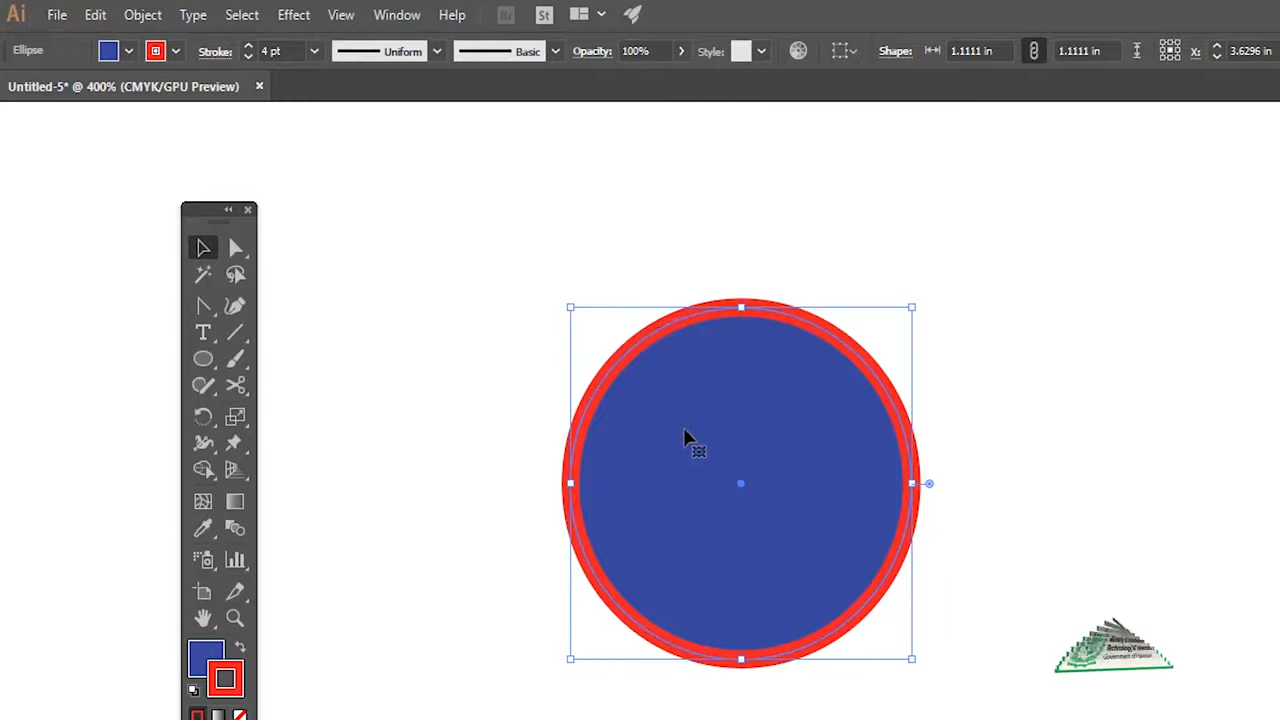 Ai File Edit Object Type Select Effect View Window Help Br St
Ellipse Stroke: 4 pt Uniform Basic Opacity: 100% Style: Shape: 1.1111 in 1.1111 in X: 3.6296 in
Untitled-5* @ 400% (CMYK/GPU Preview)
T